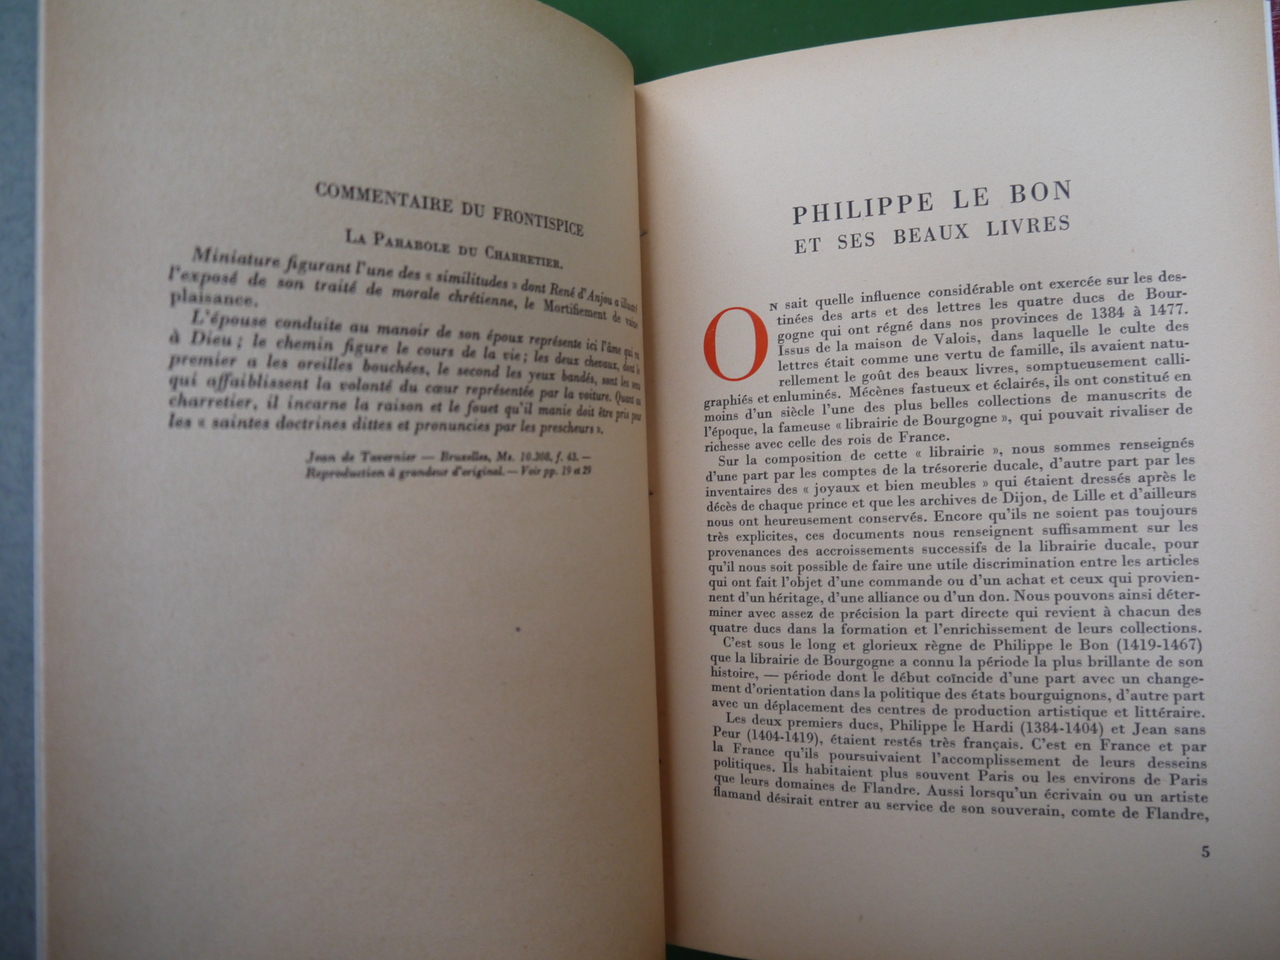 COMMENTAIRE DU FRONTISPICE
LA PARABOLE DU CHARRETIER.
Miniature figurant l'une des « similitudes » dont René d'Anjou a illustré
l'exposé de son traité de morale chrétienne, le Mortifiement de vaine
plaisance.
L'épouse conduite au manoir de son époux représente ici l'âme qui va
à Dieu ; le chemin figure le cours de la vie ; les deux chevaux, dont le
premier a les oreilles bouchées, le second les yeux bandés, sont les sens
qui affaiblissent la volonté du cœur représentée par la voiture. Quant au
charretier, il incarne la raison et le fouet qu'il manie doit être pris pour
les « saintes doctrines dittes et pronuncies par les prescheurs ».
Jean de Tavernier — Bruxelles, Ms. 10.308, f. 43. —
Reproduction à grandeur d'original. — Voir pp. 19 et 29
PHILIPPE LE BON
ET SES BEAUX LIVRES
ON sait quelle influence considérable ont exercée sur les des-
tinées des arts et des lettres les quatre ducs de Bour-
gogne qui ont régné dans nos provinces de 1384 à 1477.
Issus de la maison de Valois, dans laquelle le culte des
lettres était comme une vertu de famille, ils avaient natu-
rellement le goût des beaux livres, somptueusement calli-
graphiés et enluminés. Mécènes fastueux et éclairés, ils ont constitué en
moins d'un siècle l'une des plus belles collections de manuscrits de
l'époque, la fameuse « librairie de Bourgogne », qui pouvait rivaliser de
richesse avec celle des rois de France.
Sur la composition de cette « librairie », nous sommes renseignés
d'une part par les comptes de la trésorerie ducale, d'autre part par les
inventaires des « joyaux et bien meubles » qui étaient dressés après le
décès de chaque prince et que les archives de Dijon, de Lille et d'ailleurs
nous ont heureusement conservés. Encore qu'ils ne soient pas toujours
très explicites, ces documents nous renseignent suffisamment sur les
provenances des accroissements successifs de la librairie ducale, pour
qu'il nous soit possible de faire une utile discrimination entre les articles
qui ont fait l'objet d'une commande ou d'un achat et ceux qui provien-
nent d'un héritage, d'une alliance ou d'un don. Nous pouvons ainsi déter-
miner avec assez de précision la part directe qui revient à chacun des
quatre ducs dans la formation et l'enrichissement de leurs collections.
C'est sous le long et glorieux règne de Philippe le Bon (1419-1467)
que la librairie de Bourgogne a connu la période la plus brillante de son
histoire, — période dont le début coïncide d'une part avec un change-
ment d'orientation dans la politique des états bourguignons, d'autre part
avec un déplacement des centres de production artistique et littéraire.
Les deux premiers ducs, Philippe le Hardi (1384-1404) et Jean sans
Peur (1404-1419), étaient restés très français. C'est en France et par
la France qu'ils poursuivaient l'accomplissement de leurs desseins
politiques. Ils habitaient plus souvent Paris ou les environs de Paris
que leurs domaines de Flandre. Aussi lorsqu'un écrivain ou un artiste
flamand désirait entrer au service de son souverain, comte de Flandre,
5